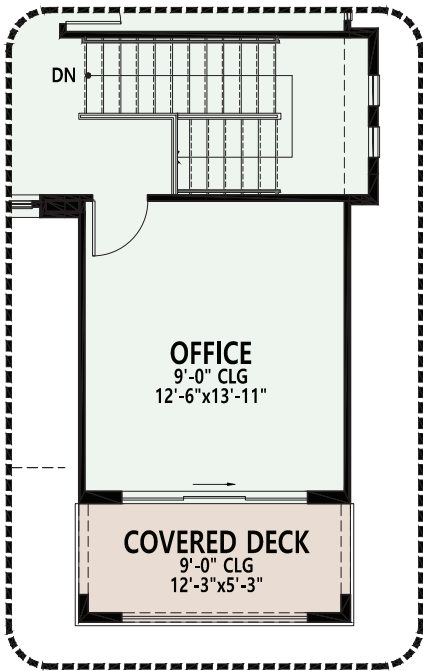 DN
OFFICE
9'-0" CLG
12'-6"x13'-11"
COVERED DECK
9'-0" CLG
12'-3"x5'-3"